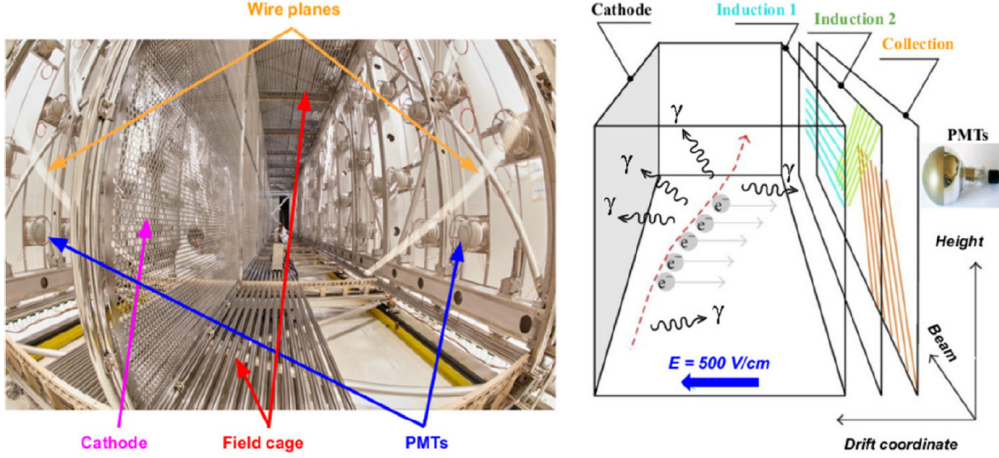 Wire planes
Cathode
Field cage
PMTs
Cathode
Induction 1
Induction 2
Collection
PMTs
γ
γ
γ
γ
γ
e⁻
e⁻
e⁻
e⁻
e⁻
Height
Beam
E = 500 V/cm
Drift coordinate